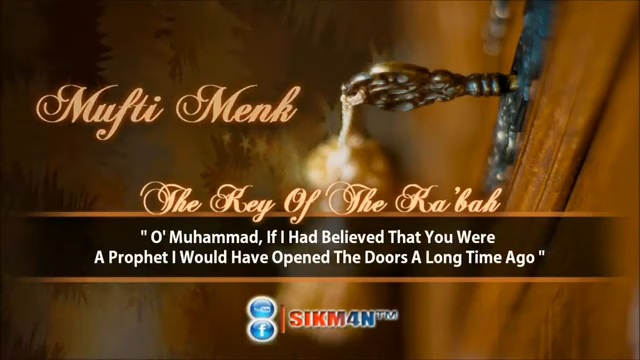 Mufti Menk
The Key Of The Ka'bah
" O' Muhammad, If I Had Believed That You Were
A Prophet I Would Have Opened The Doors A Long Time Ago "
SIKM4N™